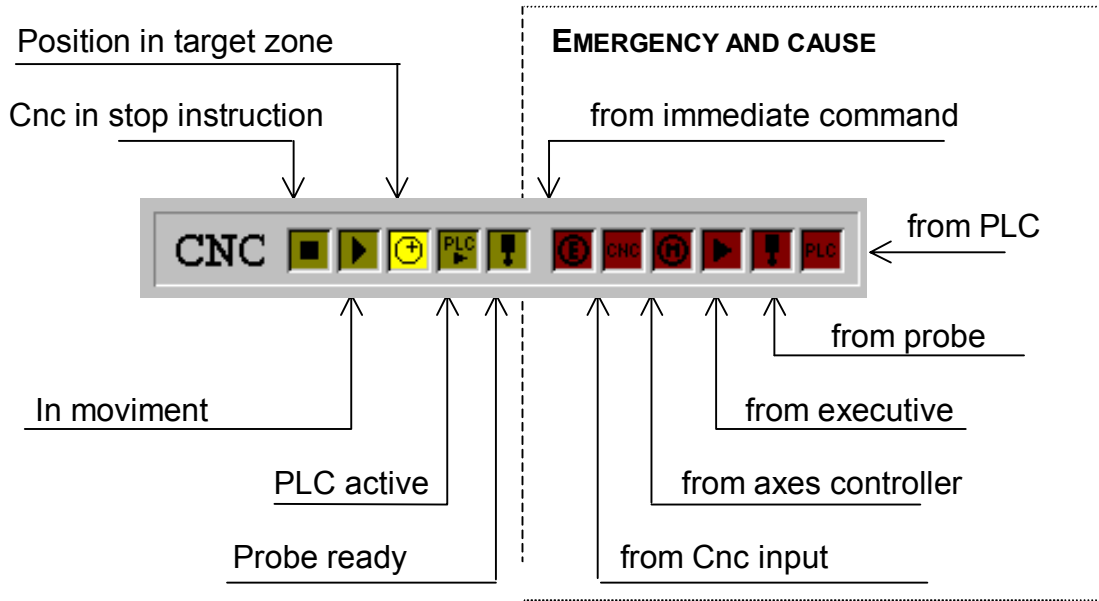 Position in target zone
EMERGENCY AND CAUSE
Cnc in stop instruction
from immediate command
from PLC
CNC
PLC
E
CNC
M
PLC
from probe
In moviment
from executive
PLC active
from axes controller
Probe ready
from Cnc input